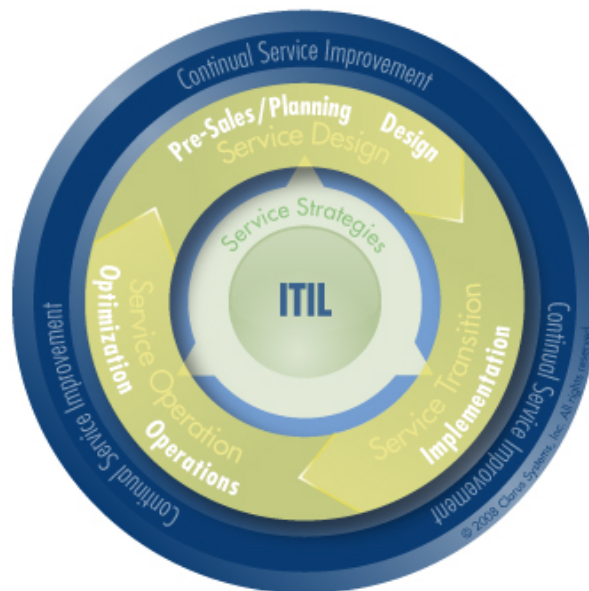 Continual Service Improvement
Pre-Sales/Planning
Design
Service Design
Service Strategies
ITIL
Service Transition
Implementation
Service Operation
Optimization
Operations
Continual Service Improvement
Continual Service Improvement
© 2008 Clarus Systems, Inc. All rights reserved